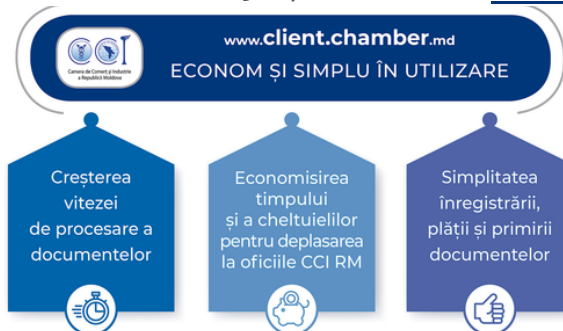 www.client.chamber.md
CCI
Camera de Comerț și Industrie
a Republicii Moldova
ECONOM ȘI SIMPLU ÎN UTILIZARE
Creșterea
vitezei
de procesare a
documentelor
Economisirea
timpului
și a cheltuielilor
pentru deplasarea
la oficiile CCI RM
Simplitatea
înregistrării,
plății și primirii
documentelor